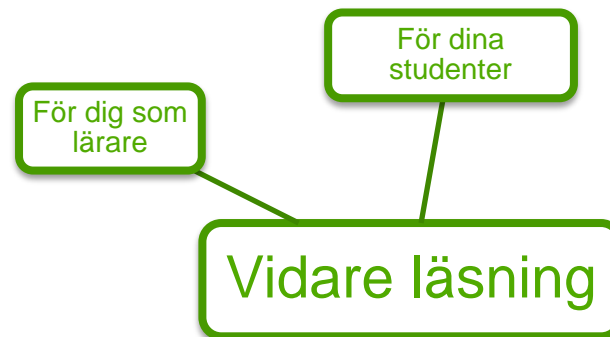 För dina
studenter
För dig som
lärare
Vidare läsning